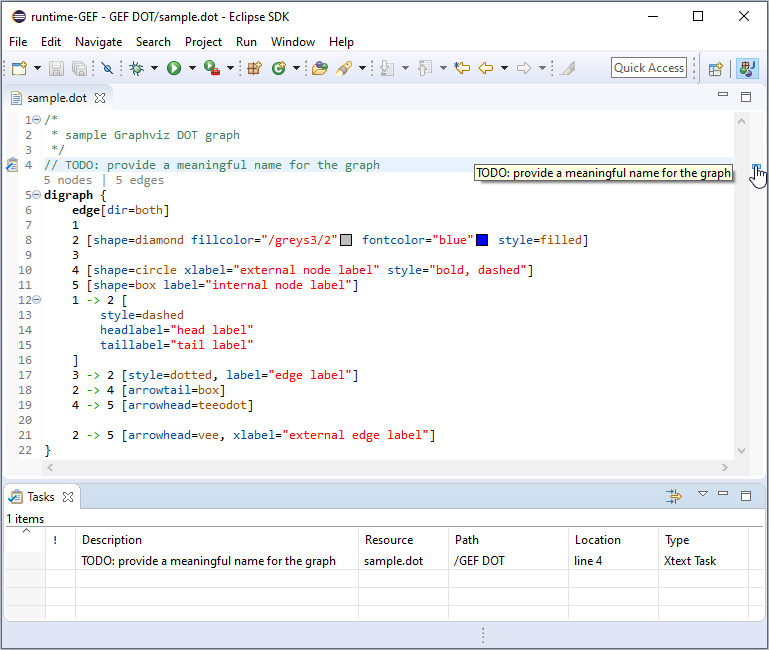 runtime-GEF - GEF DOT/sample.dot - Eclipse SDK
File Edit Navigate Search Project Run Window Help
Quick Access
sample.dot
1 /*
2  * sample Graphviz DOT graph
3  */
4 // TODO: provide a meaningful name for the graph
TODO: provide a meaningful name for the graph
5 nodes | 5 edges
5 digraph {
6     edge[dir=both]
7     1
8     2 [shape=diamond fillcolor="/greys3/2" fontcolor="blue" style=filled]
9     3
10     4 [shape=circle xlabel="external node label" style="bold, dashed"]
11     5 [shape=box label="internal node label"]
12     1 -> 2 [
13         style=dashed
14         headlabel="head label"
15         taillabel="tail label"
16     ]
17     3 -> 2 [style=dotted, label="edge label"]
18     2 -> 4 [arrowtail=box]
19     4 -> 5 [arrowhead=teeodot]
20
21     2 -> 5 [arrowhead=vee, xlabel="external edge label"]
22 }
Tasks
1 items
! Description Resource Path Location Type
TODO: provide a meaningful name for the graph sample.dot /GEF DOT line 4 Xtext Task